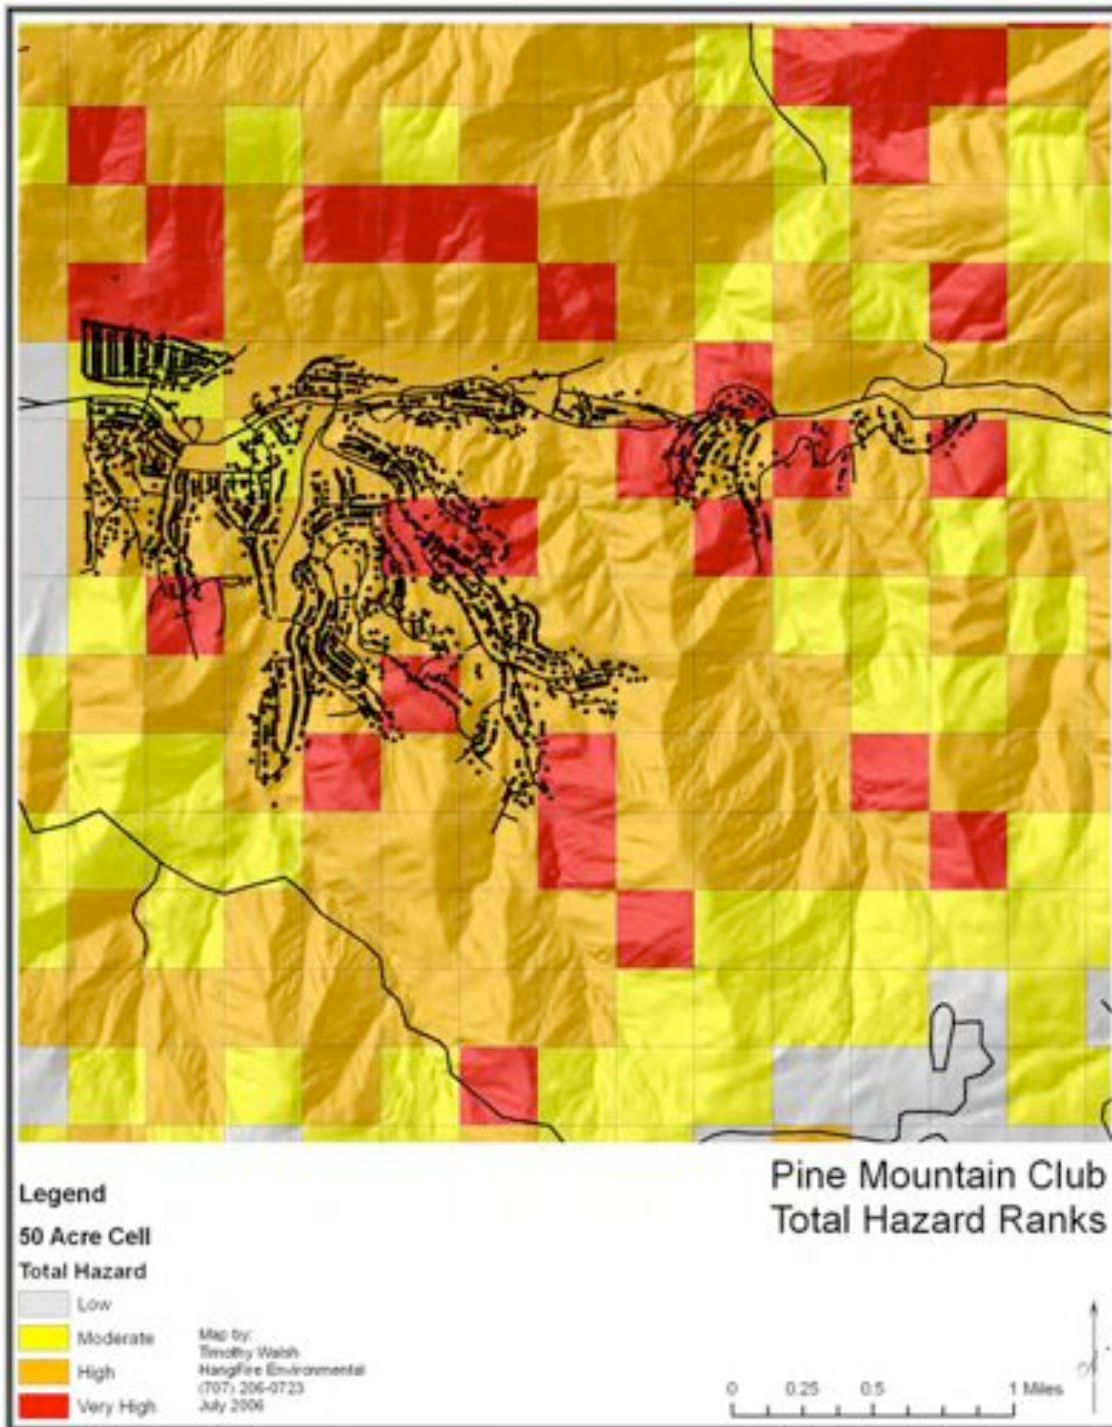 Pine Mountain Club
Total Hazard Ranks
Legend
50 Acre Cell
Total Hazard
Low
Moderate
High
Very High
Map by:
Timothy Walsh
Hangfire Environmental
(707) 206-0723
July 2006
0 0.25 0.5 1 Miles